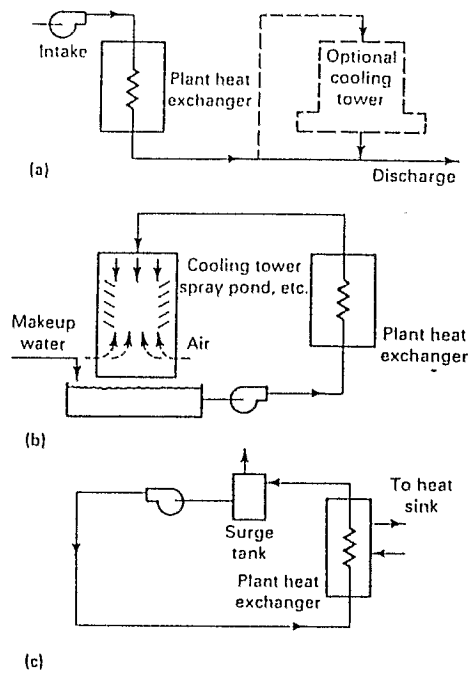 Intake
Plant heat
exchanger
Optional
cooling
tower
Discharge
(a)
Cooling tower
spray pond, etc.
Makeup
water
Air
Plant heat
exchanger
(b)
Surge
tank
To heat
sink
Plant heat
exchanger
(c)